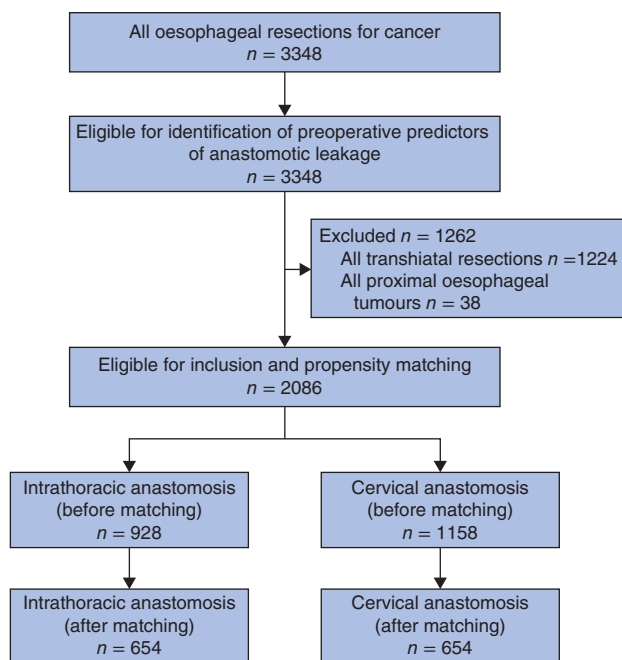 All oesophageal resections for cancer
n = 3348
Eligible for identification of preoperative predictors
of anastomotic leakage
n = 3348
Excluded n = 1262
All transhiatal resections n =1224
All proximal oesophageal
tumours n = 38
Eligible for inclusion and propensity matching
n = 2086
Intrathoracic anastomosis
(before matching)
n = 928
Cervical anastomosis
(before matching)
n = 1158
Intrathoracic anastomosis
(after matching)
n = 654
Cervical anastomosis
(after matching)
n = 654